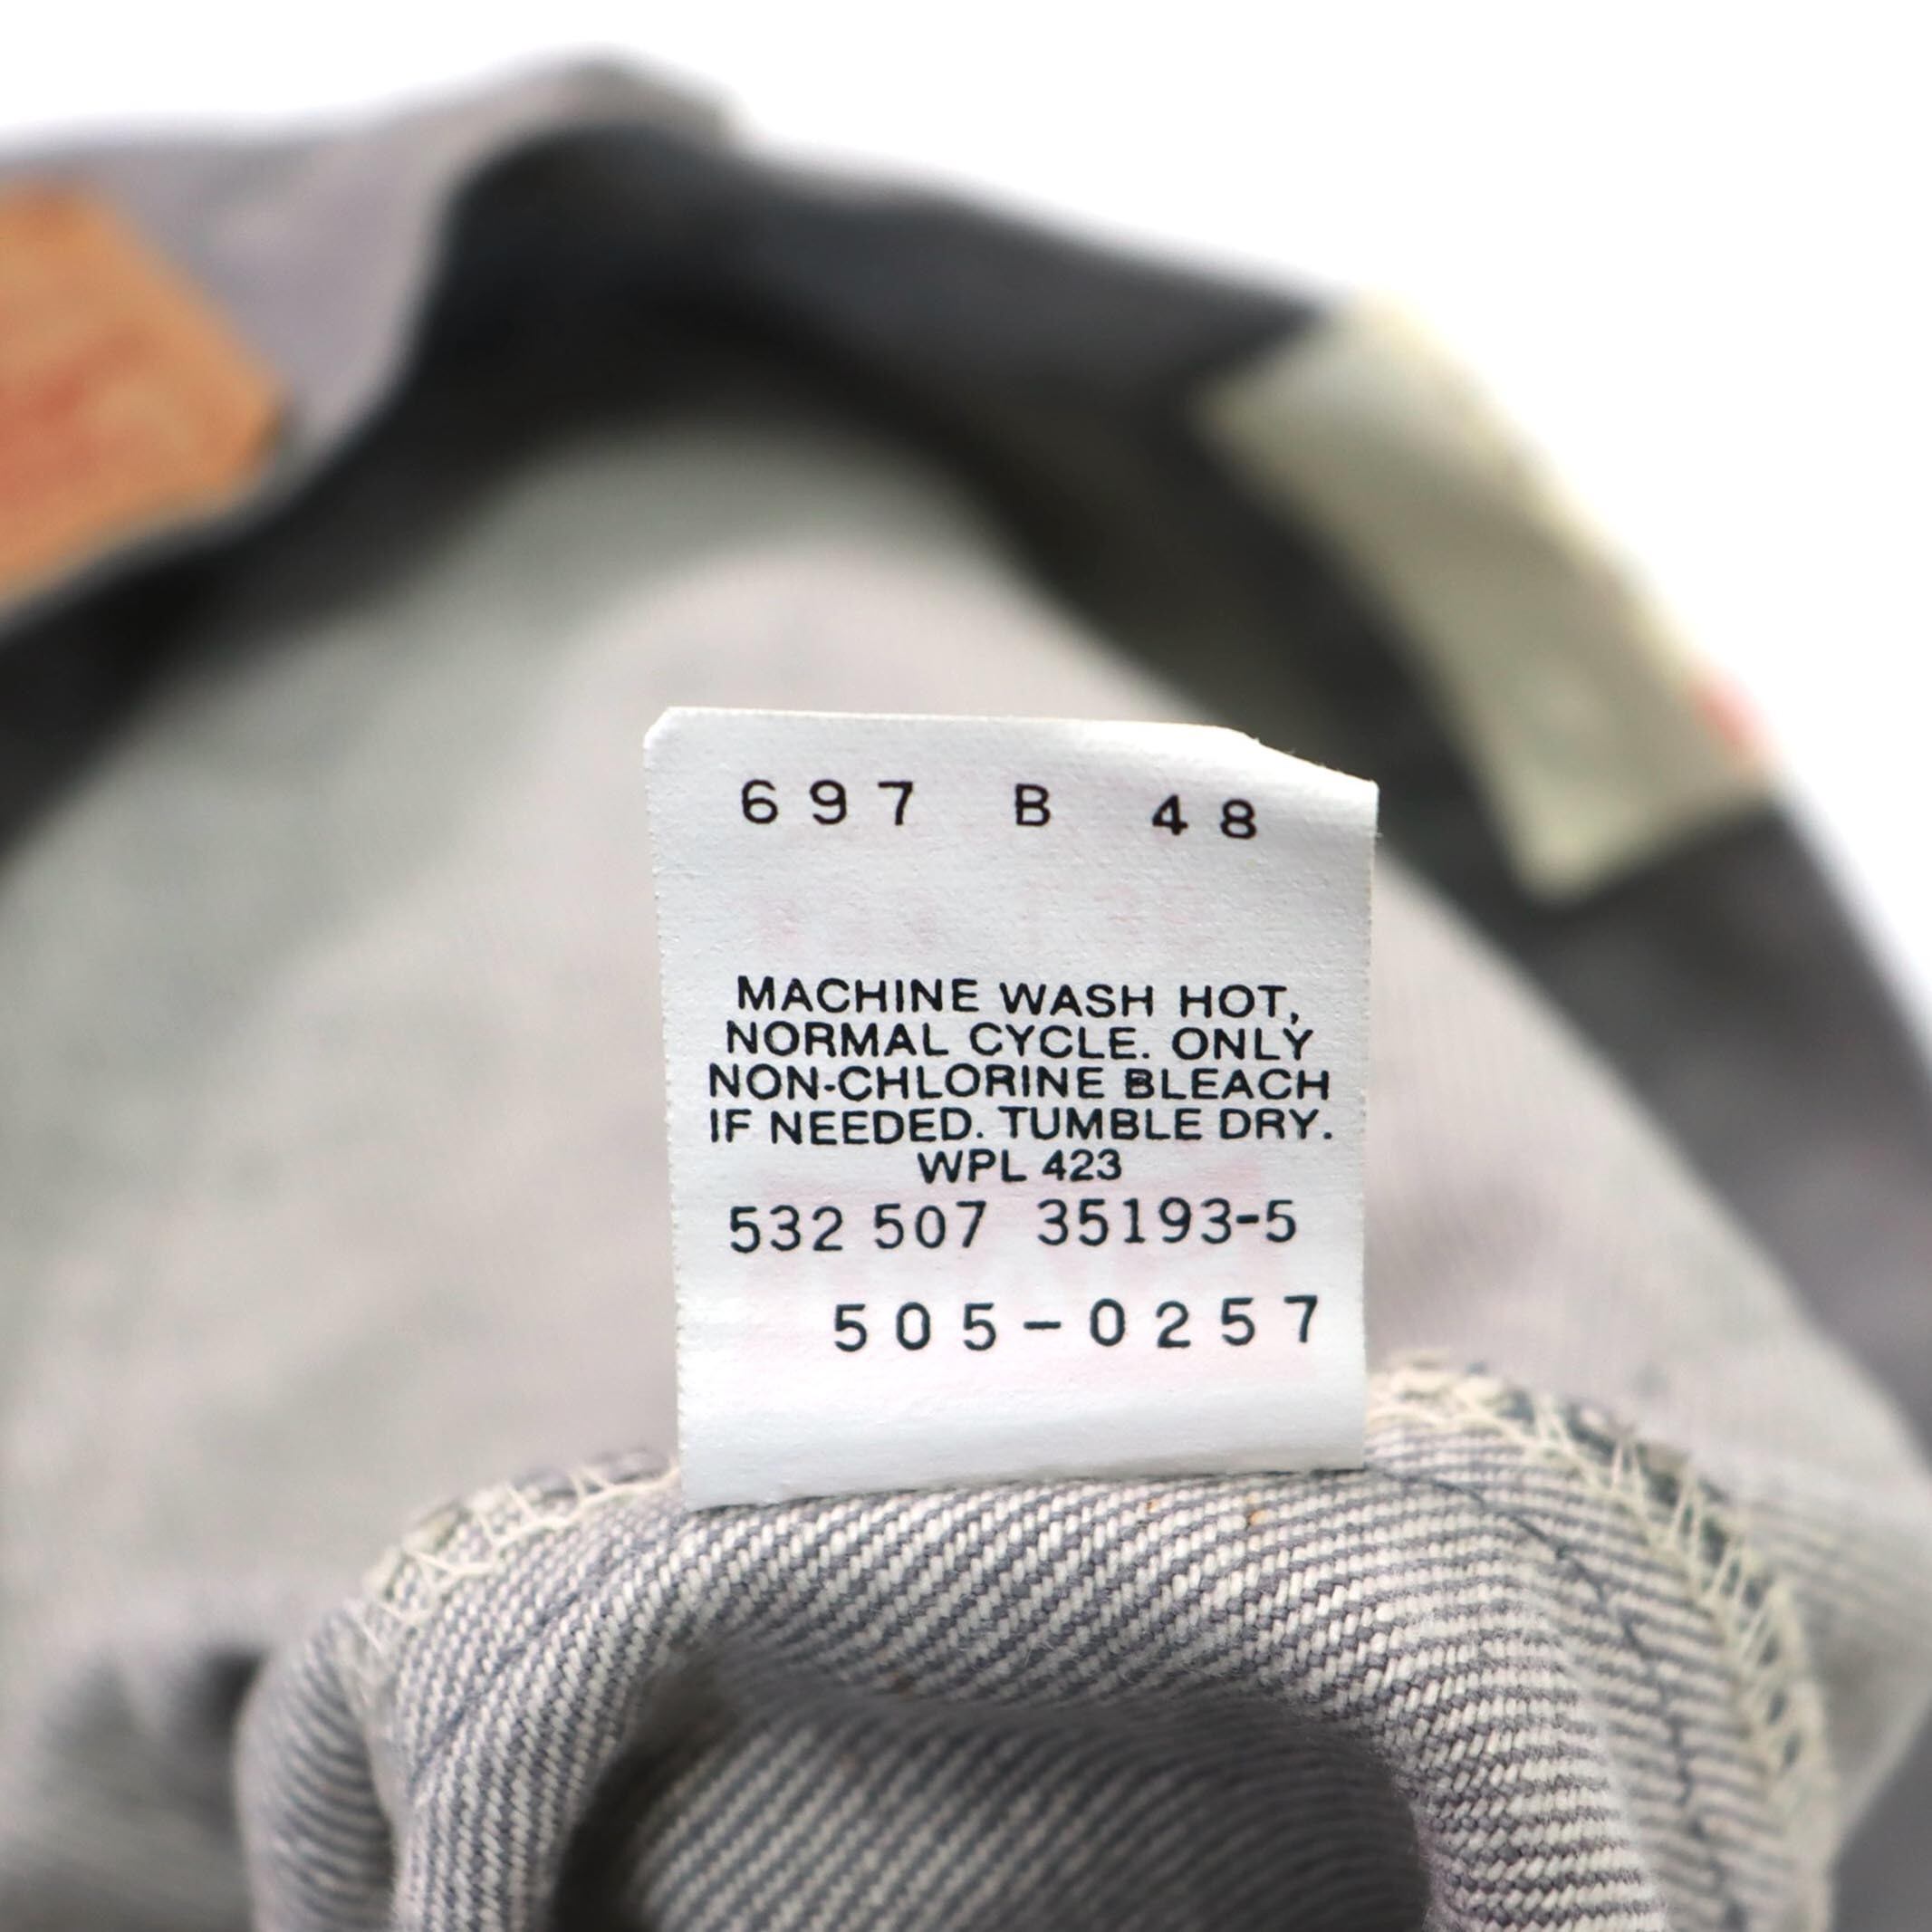 697 B 48
MACHINE WASH HOT,
NORMAL CYCLE. ONLY
NON-CHLORINE BLEACH
IF NEEDED. TUMBLE DRY.
WPL 423
532 507 35193-5
505-0257